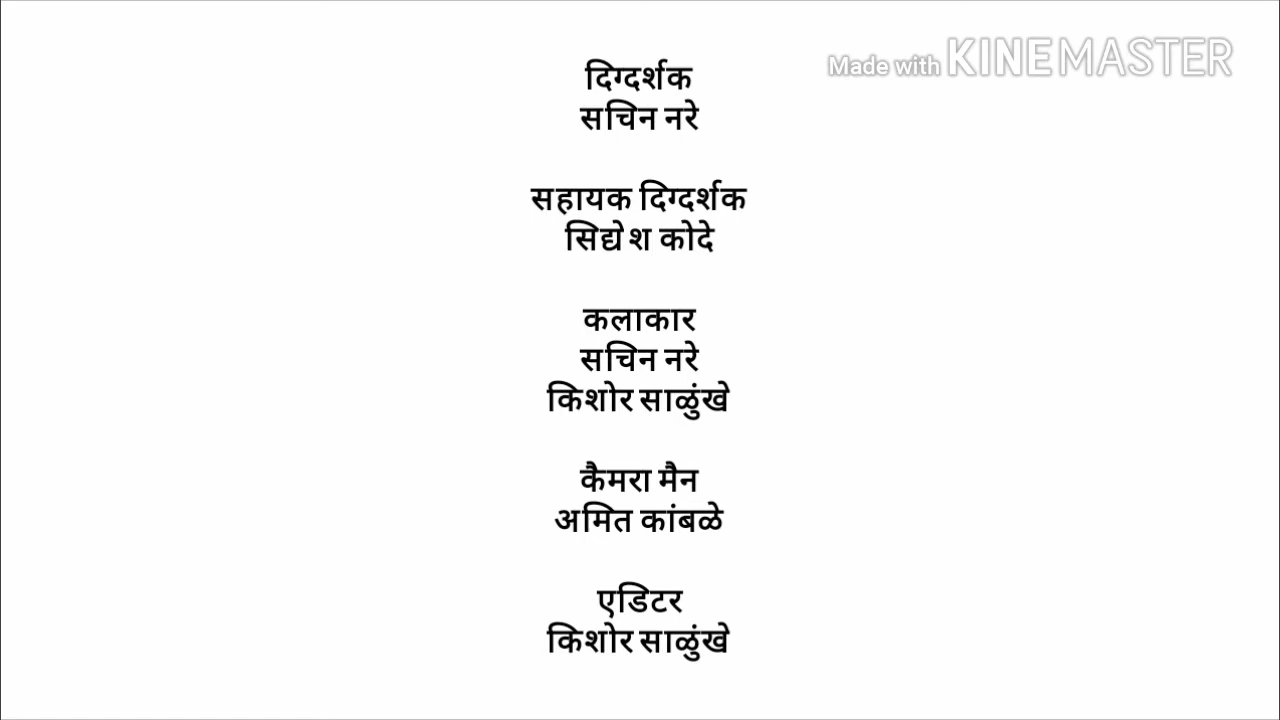 Made with KINEMASTER
दिग्दर्शक
सचिन नरे
सहायक दिग्दर्शक
सिद्येश कोदे
कलाकार
सचिन नरे
किशोर साळुंखे
कैमरा मैन
अमित कांबळे
एडिटर
किशोर साळुंखे